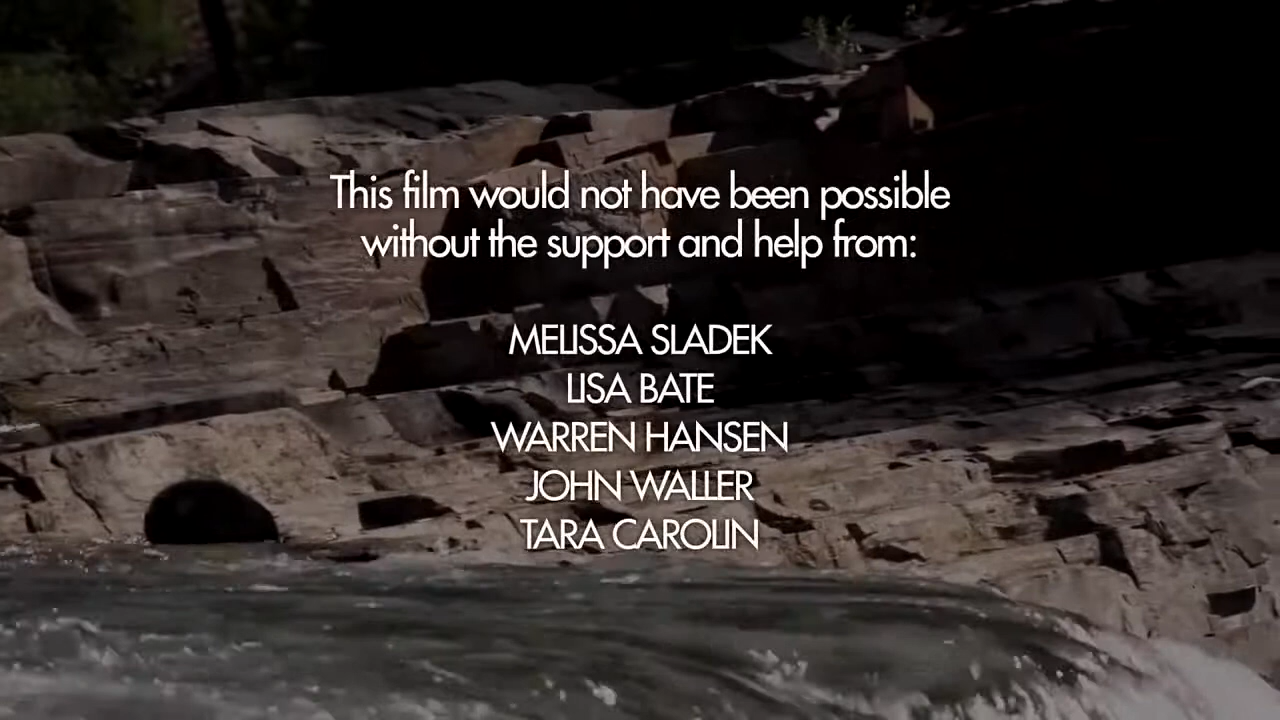 This film would not have been possible
without the support and help from:
MELISSA SLADEK
LISA BATE
WARREN HANSEN
JOHN WALLER
TARA CAROLIN